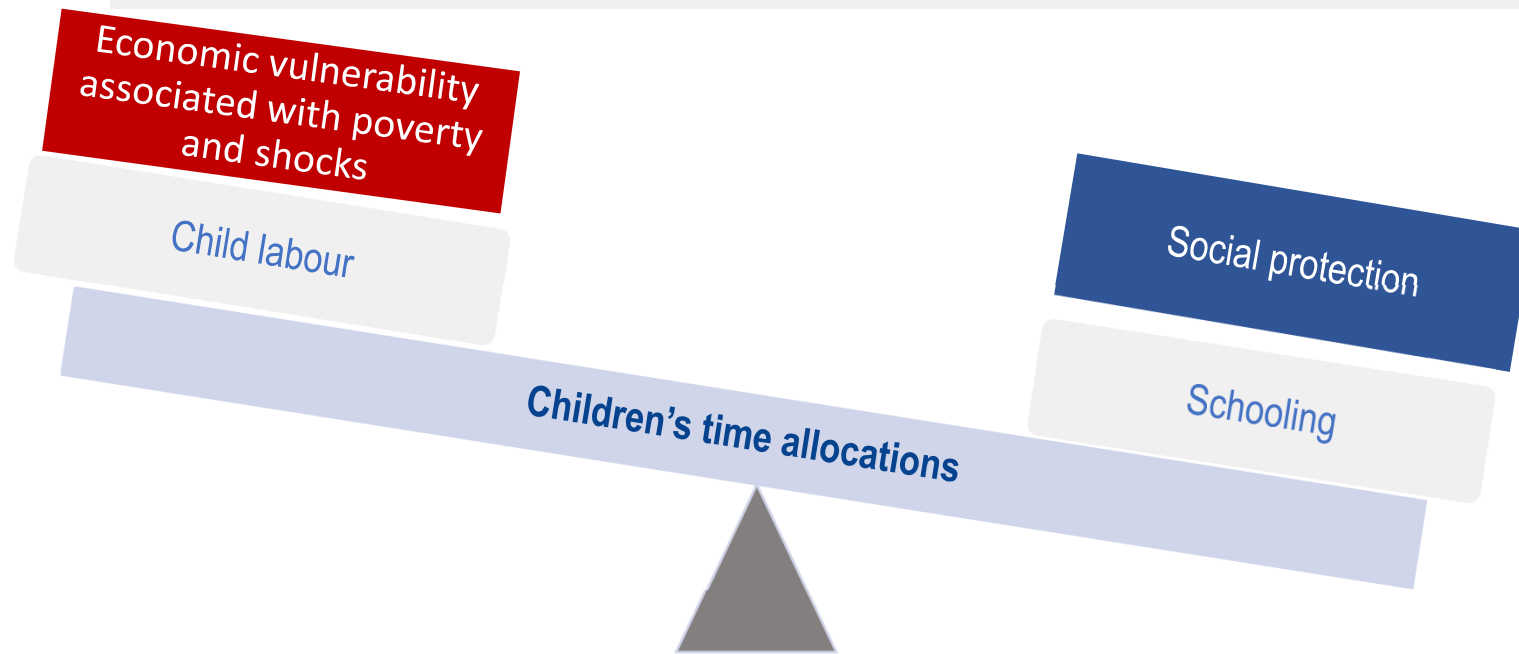 Economic vulnerability
associated with poverty
and shocks
Child labour
Social protection
Schooling
Children’s time allocations